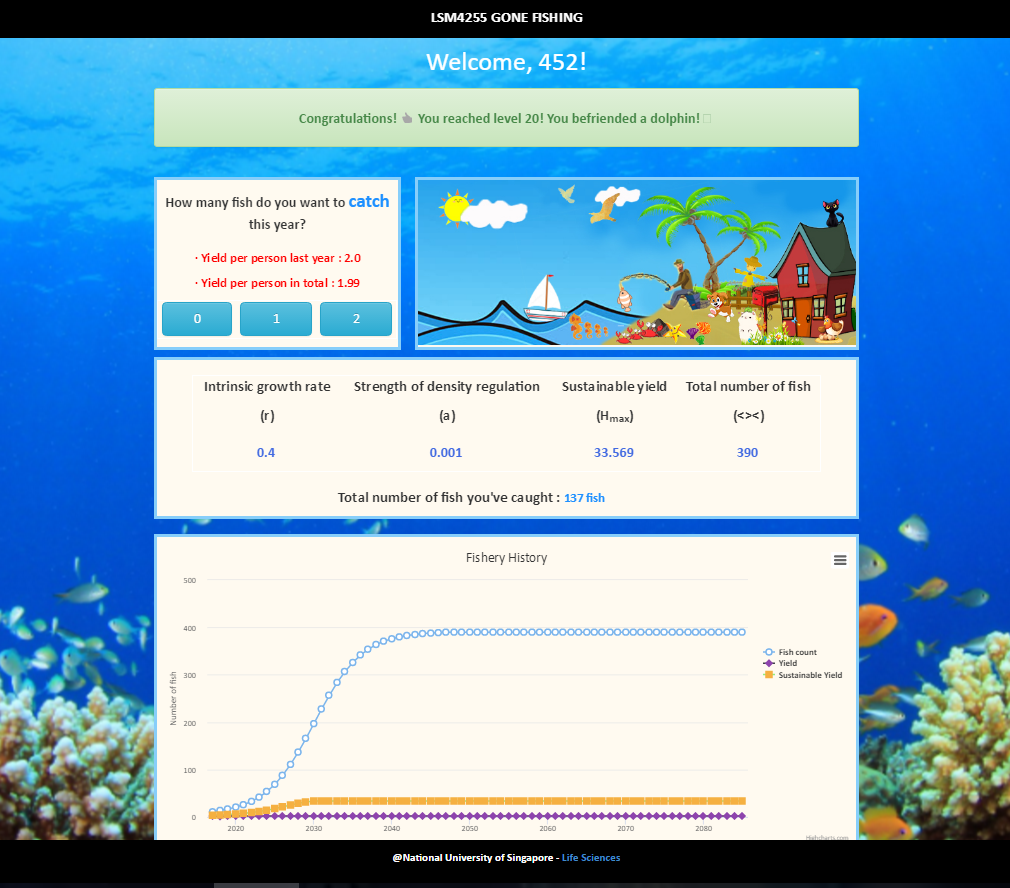 LSM4255 GONE FISHING
Welcome, 452!
Congratulations! You reached level 20! You befriended a dolphin!
How many fish do you want to catch
this year?
· Yield per person last year : 2.0
· Yield per person in total : 1.99
0 1 2
Intrinsic growth rate Strength of density regulation Sustainable yield Total number of fish
(r) (a) (Hmax) (<><)
0.4 0.001 33.569 390
Total number of fish you've caught : 137 fish
Fishery History
500
400
300
200
100
0
Number of fish
2020 2030 2040 2050 2060 2070 2080
Fish count
Yield
Sustainable Yield
Highcharts.com
@National University of Singapore - Life Sciences